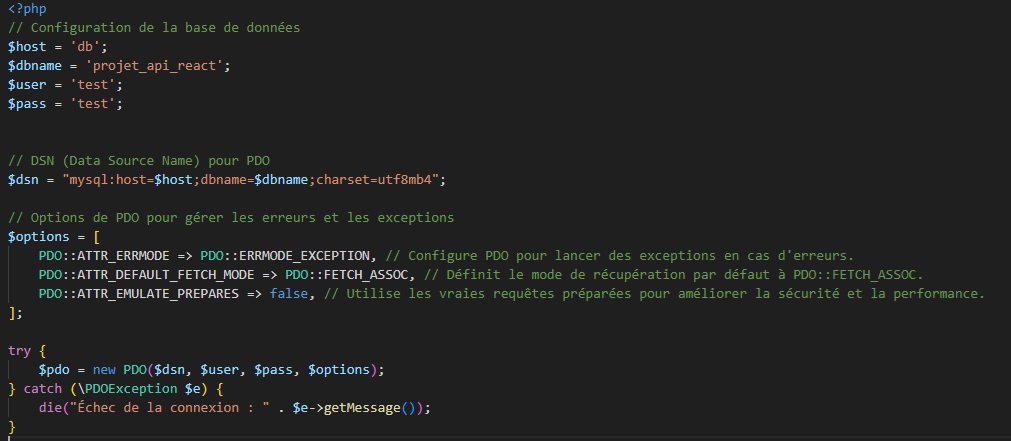 <?php
// Configuration de la base de données
$host = 'db';
$dbname = 'projet_api_react';
$user = 'test';
$pass = 'test';
// DSN (Data Source Name) pour PDO
$dsn = "mysql:host=$host;dbname=$dbname;charset=utf8mb4";
// Options de PDO pour gérer les erreurs et les exceptions
$options = [
    PDO::ATTR_ERRMODE => PDO::ERRMODE_EXCEPTION, // Configure PDO pour lancer des exceptions en cas d'erreurs.
    PDO::ATTR_DEFAULT_FETCH_MODE => PDO::FETCH_ASSOC, // Définit le mode de récupération par défaut à PDO::FETCH_ASSOC.
    PDO::ATTR_EMULATE_PREPARES => false, // Utilise les vraies requêtes préparées pour améliorer la sécurité et la performance.
];
try {
    $pdo = new PDO($dsn, $user, $pass, $options);
} catch (\PDOException $e) {
    die("Échec de la connexion : " . $e->getMessage());
}